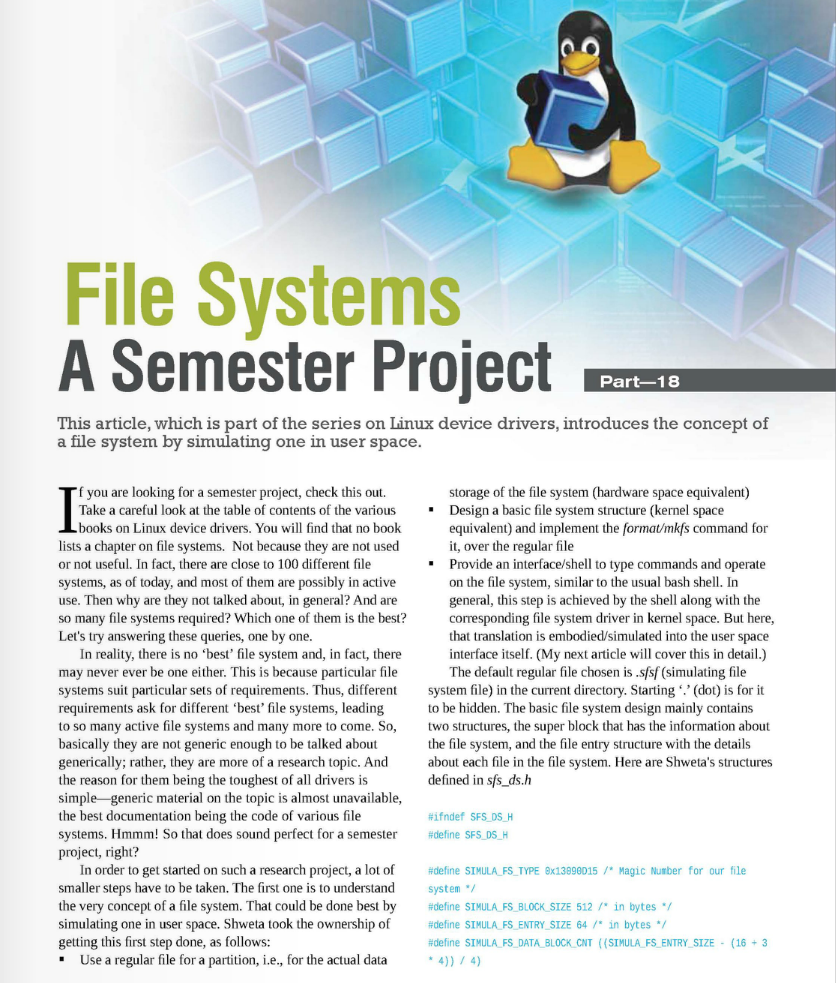 File Systems
A Semester Project
Part—18
This article, which is part of the series on Linux device drivers, introduces the concept of
a file system by simulating one in user space.
If you are looking for a semester project, check this out.
Take a careful look at the table of contents of the various
books on Linux device drivers. You will find that no book
lists a chapter on file systems. Not because they are not used
or not useful. In fact, there are close to 100 different file
systems, as of today, and most of them are possibly in active
use. Then why are they not talked about, in general? And are
so many file systems required? Which one of them is the best?
Let's try answering these queries, one by one.
In reality, there is no ‘best’ file system and, in fact, there
may never ever be one either. This is because particular file
systems suit particular sets of requirements. Thus, different
requirements ask for different ‘best’ file systems, leading
to so many active file systems and many more to come. So,
basically they are not generic enough to be talked about
generically; rather, they are more of a research topic. And
the reason for them being the toughest of all drivers is
simple—generic material on the topic is almost unavailable,
the best documentation being the code of various file
systems. Hmmm! So that does sound perfect for a semester
project, right?
In order to get started on such a research project, a lot of
smaller steps have to be taken. The first one is to understand
the very concept of a file system. That could be done best by
simulating one in user space. Shweta took the ownership of
getting this first step done, as follows:
▪ Use a regular file for a partition, i.e., for the actual data
storage of the file system (hardware space equivalent)
▪ Design a basic file system structure (kernel space
equivalent) and implement the format/mkfs command for
it, over the regular file
▪ Provide an interface/shell to type commands and operate
on the file system, similar to the usual bash shell. In
general, this step is achieved by the shell along with the
corresponding file system driver in kernel space. But here,
that translation is embodied/simulated into the user space
interface itself. (My next article will cover this in detail.)
The default regular file chosen is .sfsf (simulating file
system file) in the current directory. Starting ‘.’ (dot) is for it
to be hidden. The basic file system design mainly contains
two structures, the super block that has the information about
the file system, and the file entry structure with the details
about each file in the file system. Here are Shweta's structures
defined in sfs_ds.h
#ifndef SFS_DS_H
#define SFS_DS_H
#define SIMULA_FS_TYPE 0x13090D15 /* Magic Number for our file
system */
#define SIMULA_FS_BLOCK_SIZE 512 /* in bytes */
#define SIMULA_FS_ENTRY_SIZE 64 /* in bytes */
#define SIMULA_FS_DATA_BLOCK_CNT ((SIMULA_FS_ENTRY_SIZE - (16 + 3
* 4)) / 4)